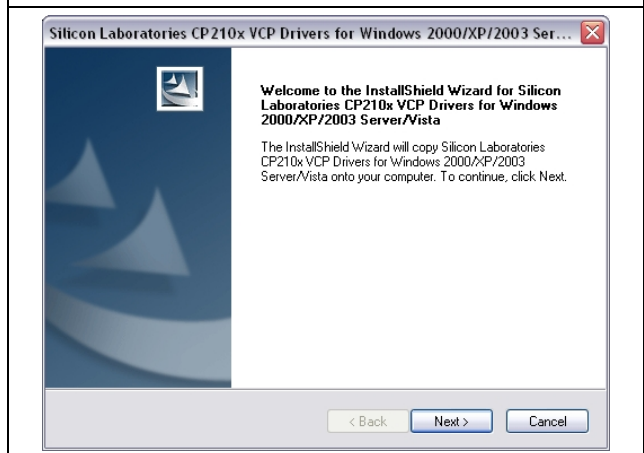 Silicon Laboratories CP210x VCP Drivers for Windows 2000/XP/2003 Ser...
Welcome to the InstallShield Wizard for Silicon
Laboratories CP210x VCP Drivers for Windows
2000/XP/2003 Server/Vista
The InstallShield Wizard will copy Silicon Laboratories
CP210x VCP Drivers for Windows 2000/XP/2003
Server/Vista onto your computer. To continue, click Next.
< Back
Next >
Cancel